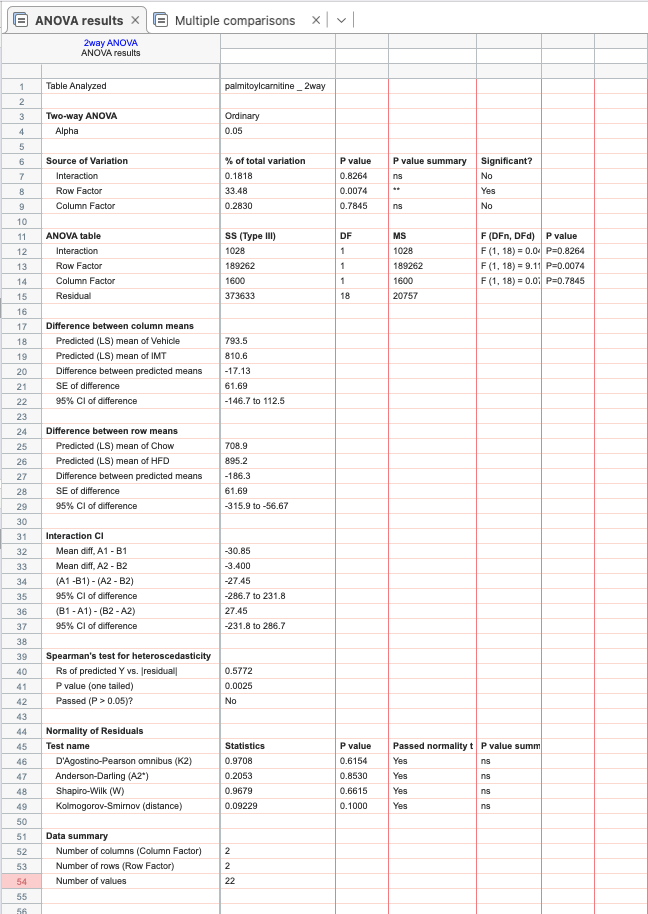 ANOVA results × Multiple comparisons ×
2way ANOVA
ANOVA results
1 Table Analyzed palmitoylcarnitine _ 2way
2
3 Two-way ANOVA Ordinary
4 Alpha 0.05
5
6 Source of Variation % of total variation P value P value summary Significant?
7 Interaction 0.1818 0.8264 ns No
8 Row Factor 33.48 0.0074 ** Yes
9 Column Factor 0.2830 0.7845 ns No
10
11 ANOVA table SS (Type III) DF MS F (DFn, DFd) P value
12 Interaction 1028 1 1028 F (1, 18) = 0.04 P=0.8264
13 Row Factor 189262 1 189262 F (1, 18) = 9.11 P=0.0074
14 Column Factor 1600 1 1600 F (1, 18) = 0.07 P=0.7845
15 Residual 373633 18 20757
16
17 Difference between column means
18 Predicted (LS) mean of Vehicle 793.5
19 Predicted (LS) mean of IMT 810.6
20 Difference between predicted means -17.13
21 SE of difference 61.69
22 95% CI of difference -146.7 to 112.5
23
24 Difference between row means
25 Predicted (LS) mean of Chow 708.9
26 Predicted (LS) mean of HFD 895.2
27 Difference between predicted means -186.3
28 SE of difference 61.69
29 95% CI of difference -315.9 to -56.67
30
31 Interaction CI
32 Mean diff, A1 - B1 -30.85
33 Mean diff, A2 - B2 -3.400
34 (A1 -B1) - (A2 - B2) -27.45
35 95% CI of difference -286.7 to 231.8
36 (B1 - A1) - (B2 - A2) 27.45
37 95% CI of difference -231.8 to 286.7
38
39 Spearman's test for heteroscedasticity
40 Rs of predicted Y vs. |residual| 0.5772
41 P value (one tailed) 0.0025
42 Passed (P > 0.05)? No
43
44 Normality of Residuals
45 Test name Statistics P value Passed normality t P value summ
46 D'Agostino-Pearson omnibus (K2) 0.9708 0.6154 Yes ns
47 Anderson-Darling (A2*) 0.2053 0.8530 Yes ns
48 Shapiro-Wilk (W) 0.9679 0.6615 Yes ns
49 Kolmogorov-Smirnov (distance) 0.09229 0.1000 Yes ns
50
51 Data summary
52 Number of columns (Column Factor) 2
53 Number of rows (Row Factor) 2
54 Number of values 22
55
56